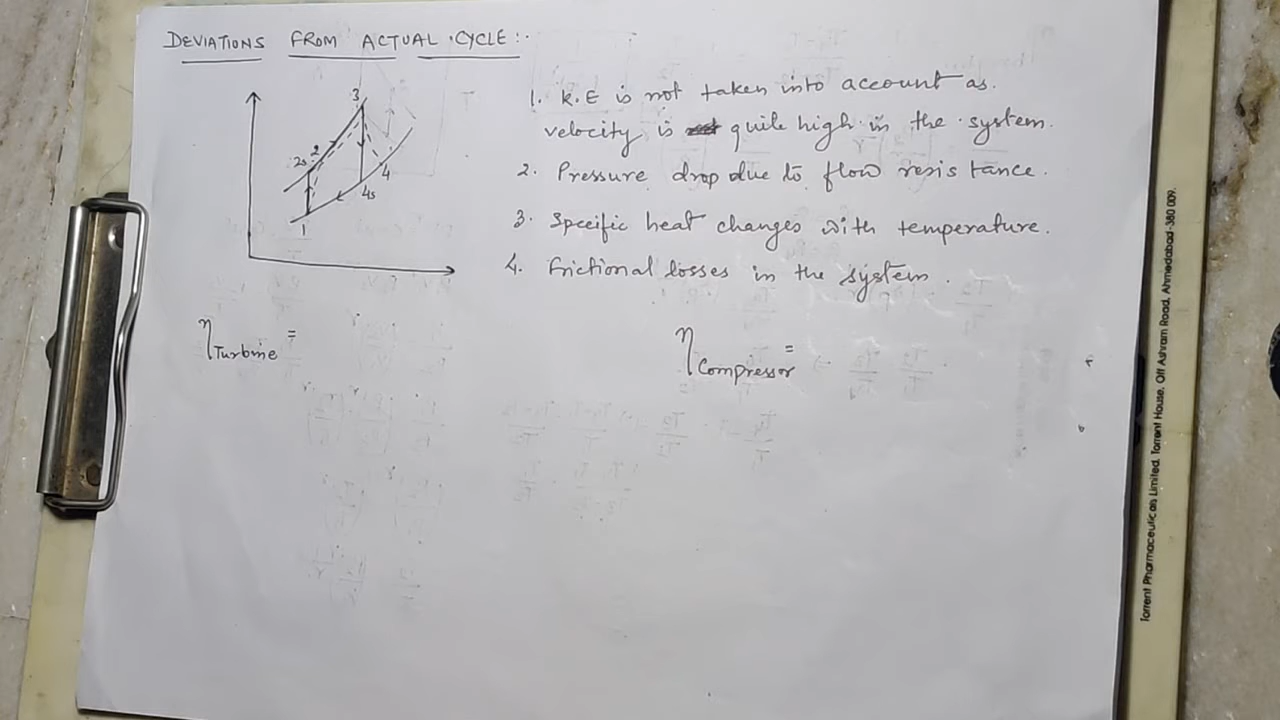 DEVIATIONS FROM ACTUAL CYCLE :.
3
2s 2
4
4s
1
1. K.E is not taken into account as.
velocity is quite high in the system.
2. Pressure drop due to flow resistance.
3. Specific heat changes with temperature.
4. Frictional losses in the system.
η Turbine =
η Compressor =
Torrent Pharmaceuticals Limited. Torrent House. Off Ashram Road, Ahmedabad-380 009.